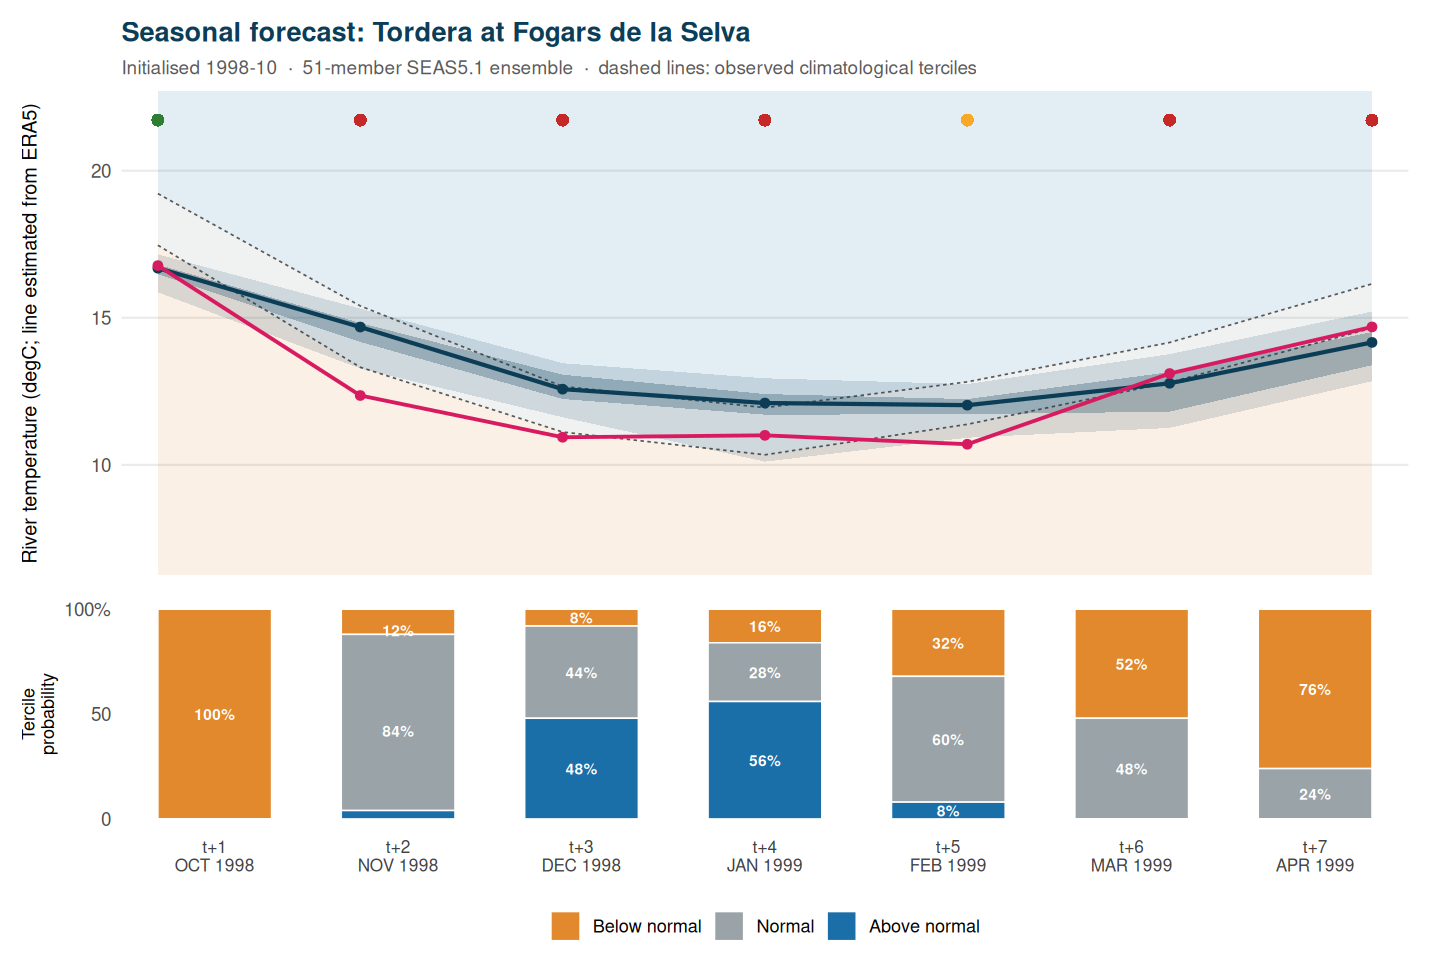 Seasonal forecast: Tordera at Fogars de la Selva
Initialised 1998-10 · 51-member SEAS5.1 ensemble · dashed lines: observed climatological terciles
River temperature (degC; line estimated from ERA5)
20
15
10
Tercile
probability
100%
50
0
100%
12%
84%
8%
44%
48%
16%
28%
56%
32%
60%
8%
52%
48%
76%
24%
t+1
OCT 1998
t+2
NOV 1998
t+3
DEC 1998
t+4
JAN 1999
t+5
FEB 1999
t+6
MAR 1999
t+7
APR 1999
Below normal
Normal
Above normal